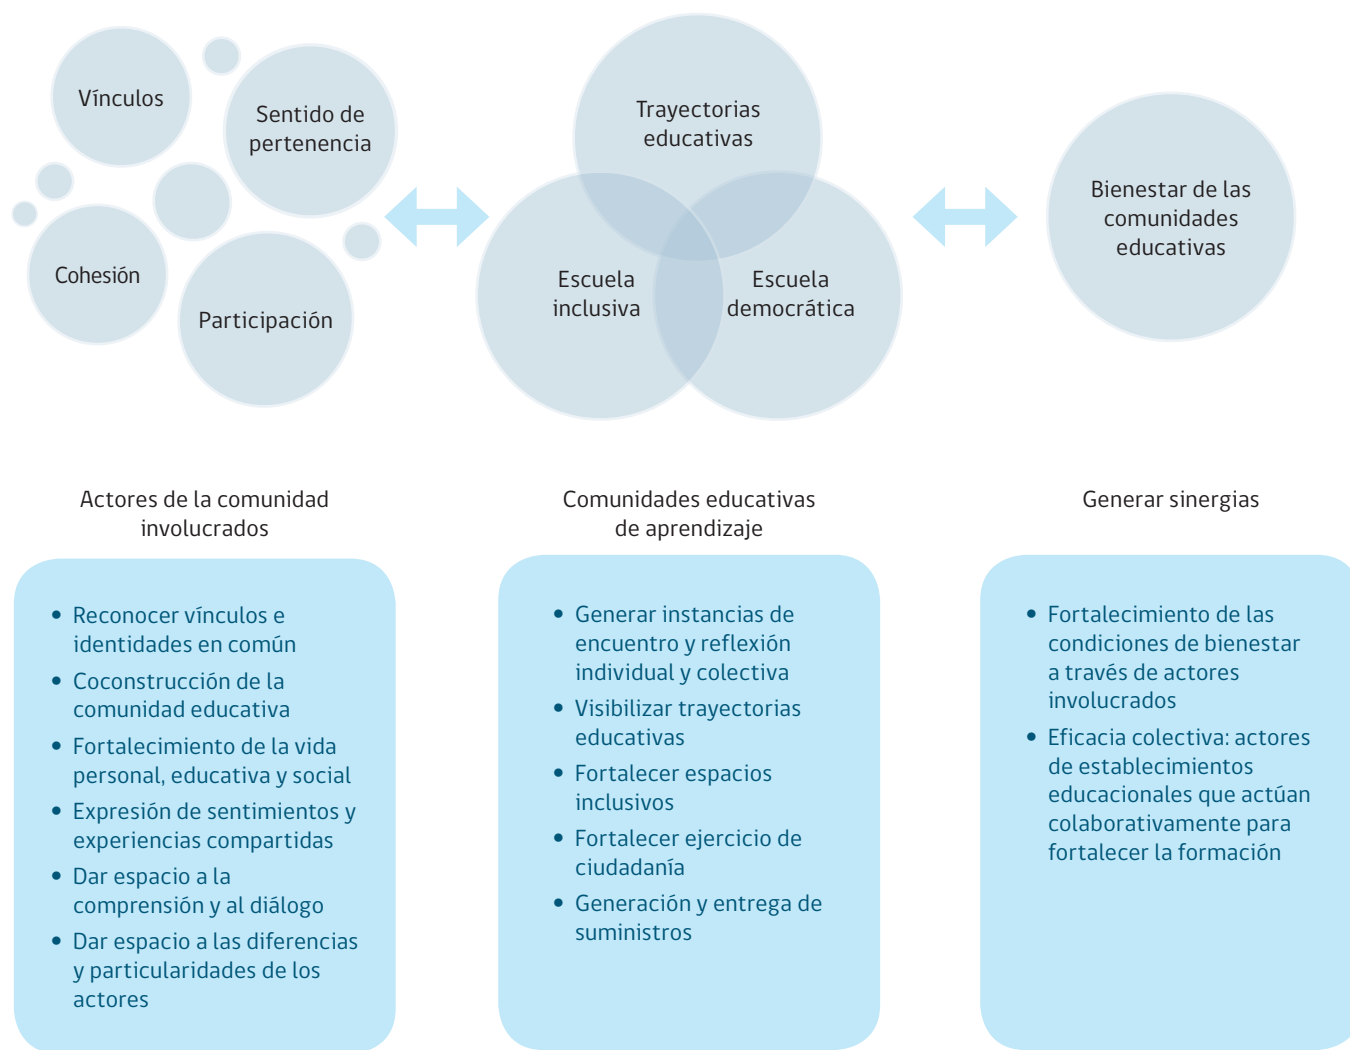 Vínculos
Sentido de
pertenencia
Cohesión
Participación
Trayectorias
educativas
Escuela
inclusiva
Escuela
democrática
Bienestar de las
comunidades
educativas
Actores de la comunidad
involucrados
• Reconocer vínculos e
identidades en común
• Coconstrucción de la
comunidad educativa
• Fortalecimiento de la vida
personal, educativa y social
• Expresión de sentimientos y
experiencias compartidas
• Dar espacio a la
comprensión y al diálogo
• Dar espacio a las diferencias
y particularidades de los
actores
Comunidades educativas
de aprendizaje
• Generar instancias de
encuentro y reflexión
individual y colectiva
• Visibilizar trayectorias
educativas
• Fortalecer espacios
inclusivos
• Fortalecer ejercicio de
ciudadanía
• Generación y entrega de
suministros
Generar sinergias
• Fortalecimiento de las
condiciones de bienestar
a través de actores
involucrados
• Eficacia colectiva: actores
de establecimientos
educacionales que actúan
colaborativamente para
fortalecer la formación